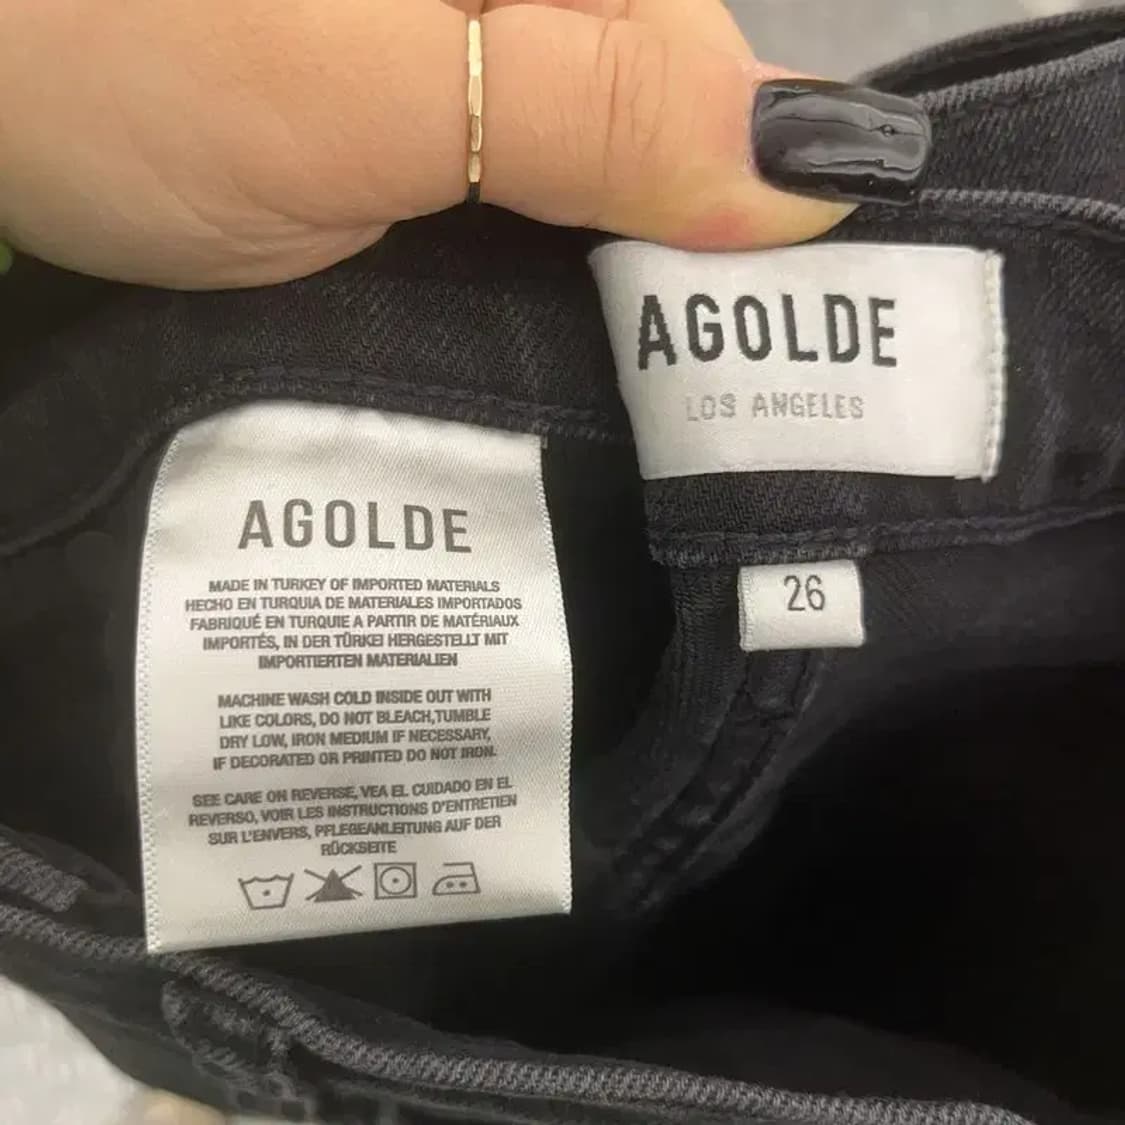 AGOLDE
LOS ANGELES
26
AGOLDE
MADE IN TURKEY OF IMPORTED MATERIALS
HECHO EN TURQUIA DE MATERIALES IMPORTADOS
FABRIQUÉ EN TURQUIE A PARTIR DE MATÉRIAUX
IMPORTÉS, IN DER TÜRKEI HERGESTELLT MIT
IMPORTIERTEN MATERIALIEN
MACHINE WASH COLD INSIDE OUT WITH
LIKE COLORS, DO NOT BLEACH,TUMBLE
DRY LOW, IRON MEDIUM IF NECESSARY,
IF DECORATED OR PRINTED DO NOT IRON.
SEE CARE ON REVERSE, VEA EL CUIDADO EN EL
REVERSO, VOIR LES INSTRUCTIONS D'ENTRETIEN
SUR L'ENVERS, PFLEGEANLEITUNG AUF DER
RÜCKSEITE